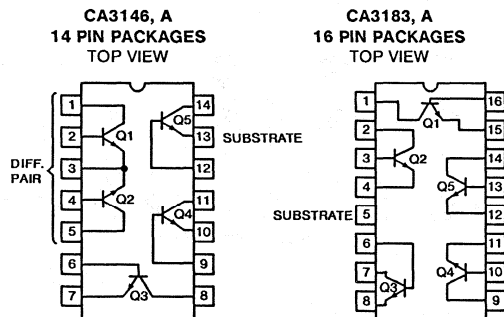 CA3146, A
14 PIN PACKAGES
TOP VIEW
DIFF.
PAIR
1
2
3
4
5
6
7
14
13
12
11
10
9
8
Q1
Q2
Q3
Q4
Q5
SUBSTRATE
CA3183, A
16 PIN PACKAGES
TOP VIEW
SUBSTRATE
1
2
3
4
5
6
7
8
16
15
14
13
12
11
10
9
Q1
Q2
Q3
Q4
Q5